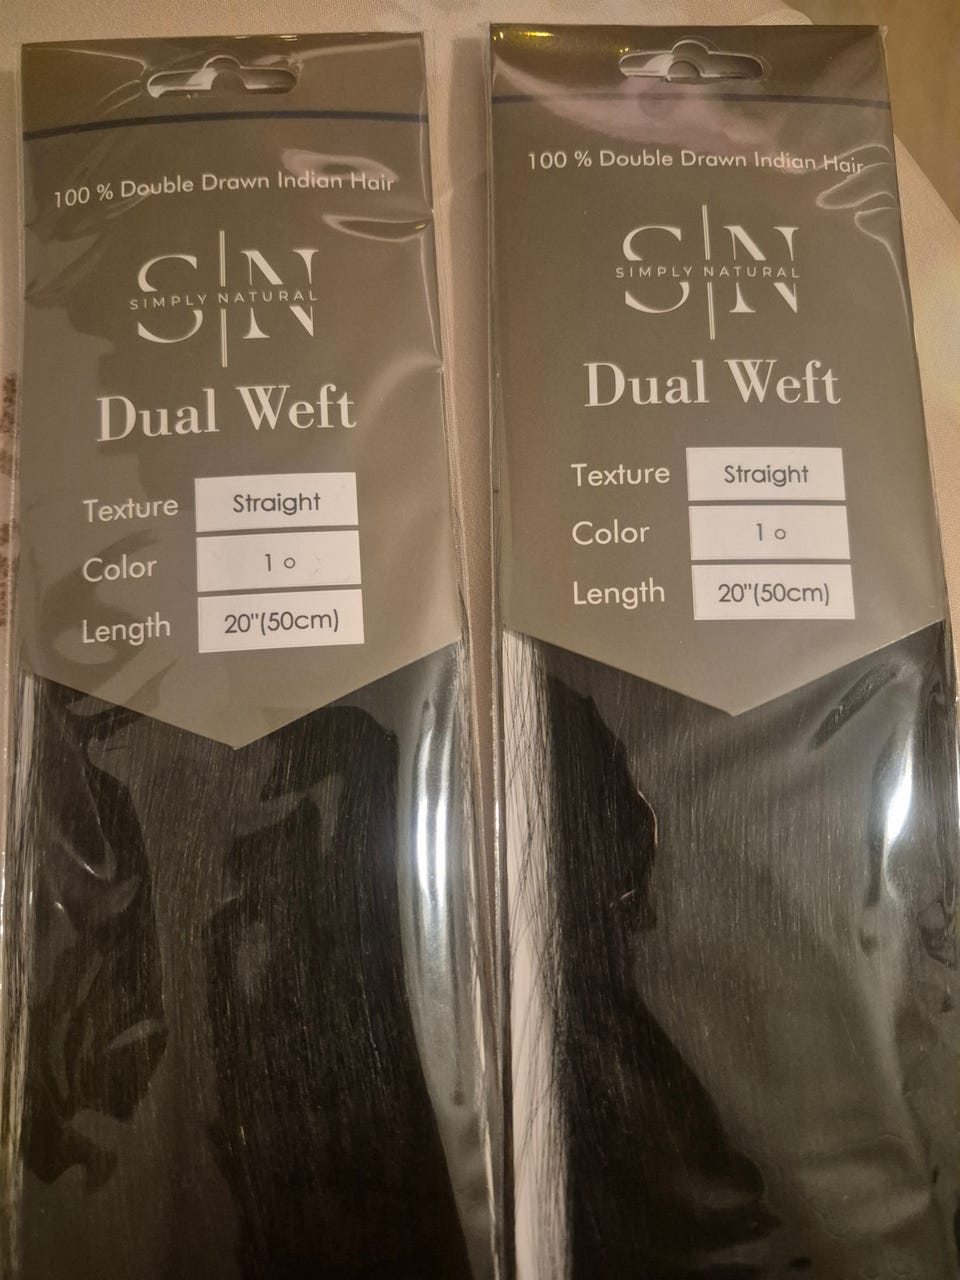 100 % Double Drawn Indian Hair
S|N
SIMPLY NATURAL
Dual Weft
Texture Straight
Color 1 o
Length 20"(50cm)
100 % Double Drawn Indian Hair
S|N
SIMPLY NATURAL
Dual Weft
Texture Straight
Color 1 o
Length 20"(50cm)